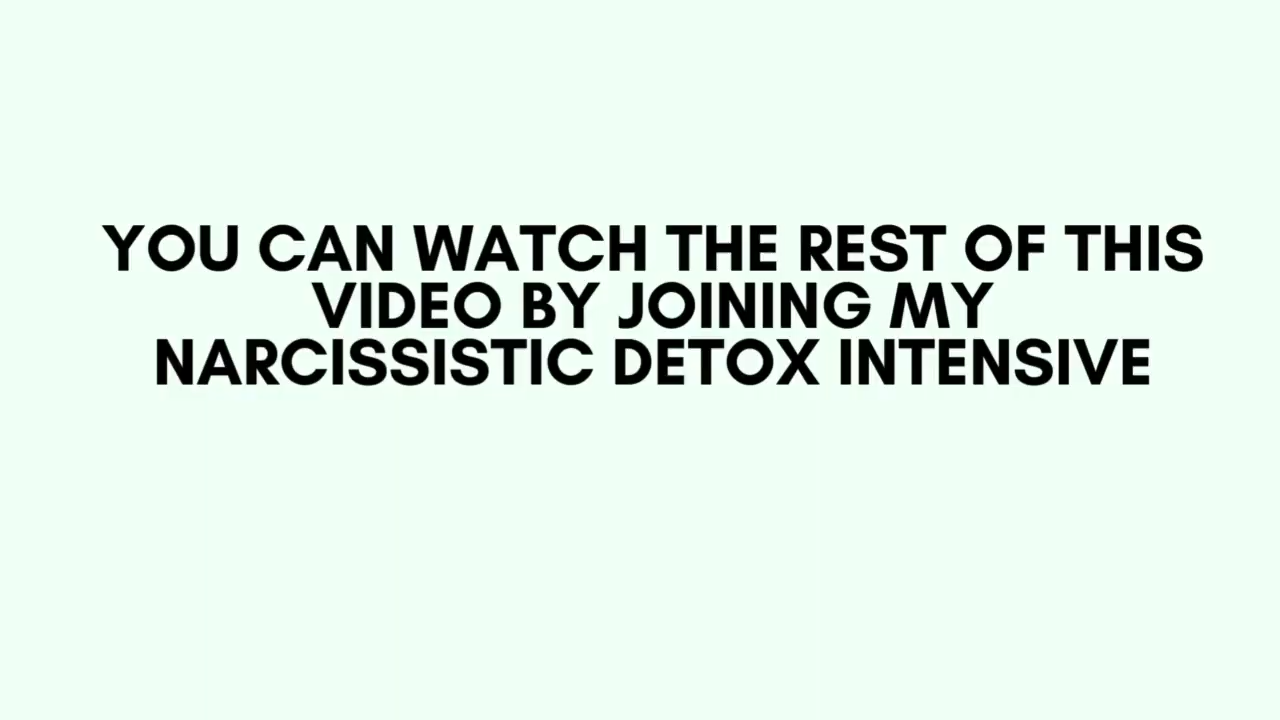 YOU CAN WATCH THE REST OF THIS
VIDEO BY JOINING MY
NARCISSISTIC DETOX INTENSIVE